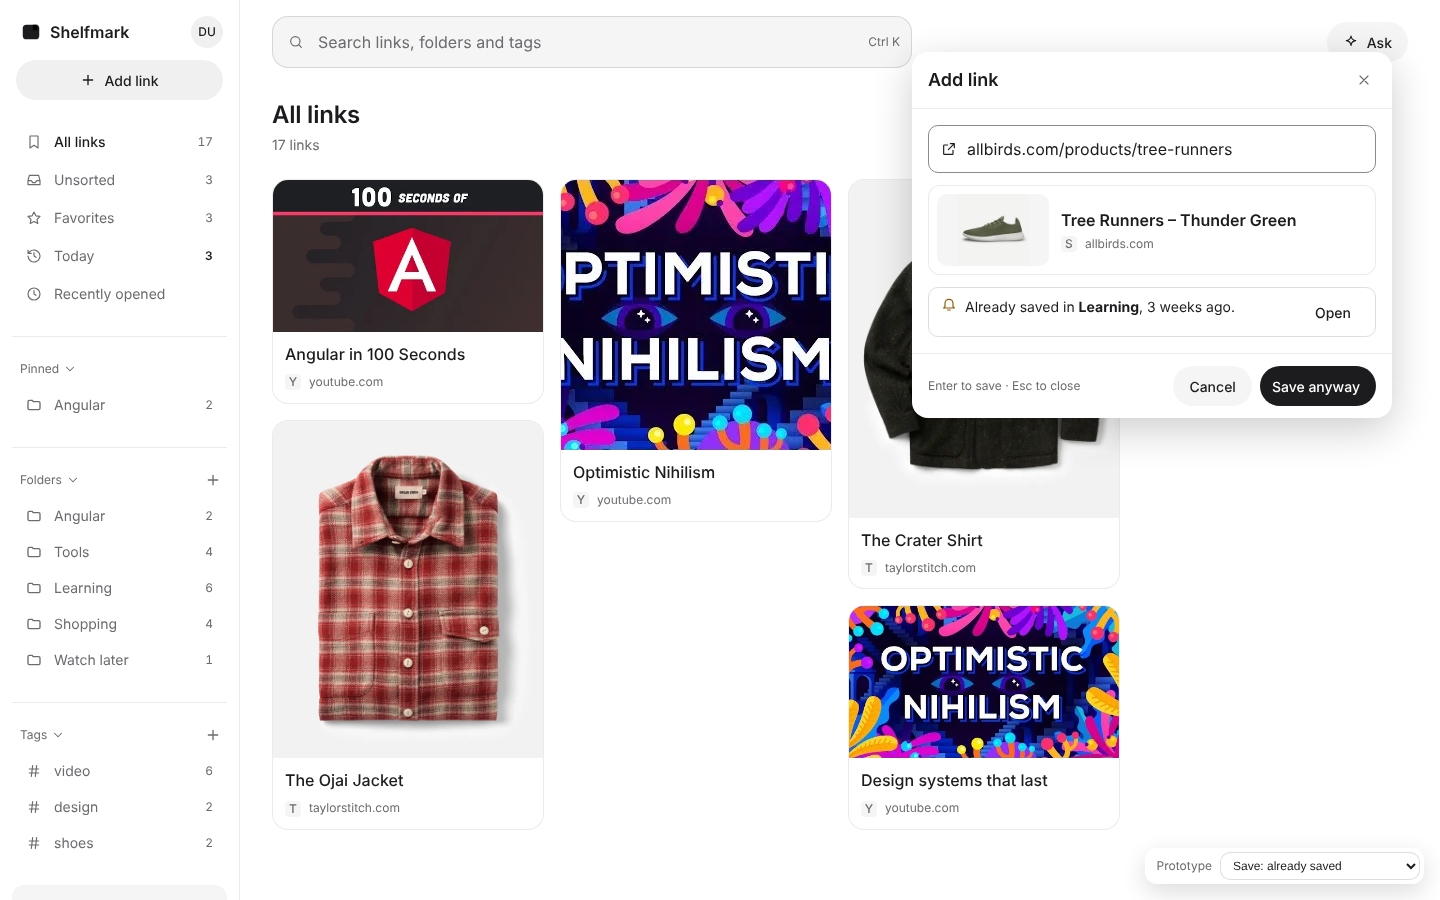 Shelfmark
DU
Add link
All links 17
Unsorted 3
Favorites 3
Today 3
Recently opened
Pinned
Angular 2
Folders
Angular 2
Tools 4
Learning 6
Shopping 4
Watch later 1
Tags
# video 6
# design 2
# shoes 2
Search links, folders and tags Ctrl K
Ask
All links
17 links
100 SECONDS OF
A
Angular in 100 Seconds
Y youtube.com
The Ojai Jacket
T taylorstitch.com
PTIMISTI
NIHILISM
Optimistic Nihilism
Y youtube.com
The Crater Shirt
T taylorstitch.com
OPTIMISTIC
NIHILISM
Design systems that last
Y youtube.com
Add link
allbirds.com/products/tree-runners
Tree Runners – Thunder Green
S allbirds.com
Already saved in Learning, 3 weeks ago.
Open
Enter to save · Esc to close
Cancel
Save anyway
Prototype
Save: already saved